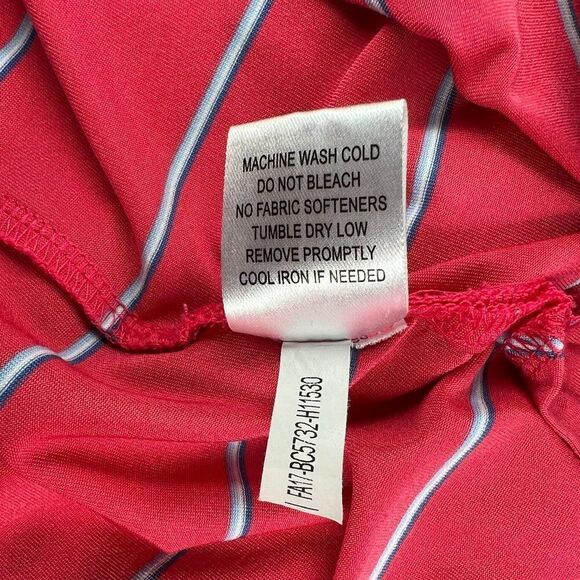 MACHINE WASH COLD
DO NOT BLEACH
NO FABRIC SOFTENERS
TUMBLE DRY LOW
REMOVE PROMPTLY
COOL IRON IF NEEDED
FA17-BC5732-H11530